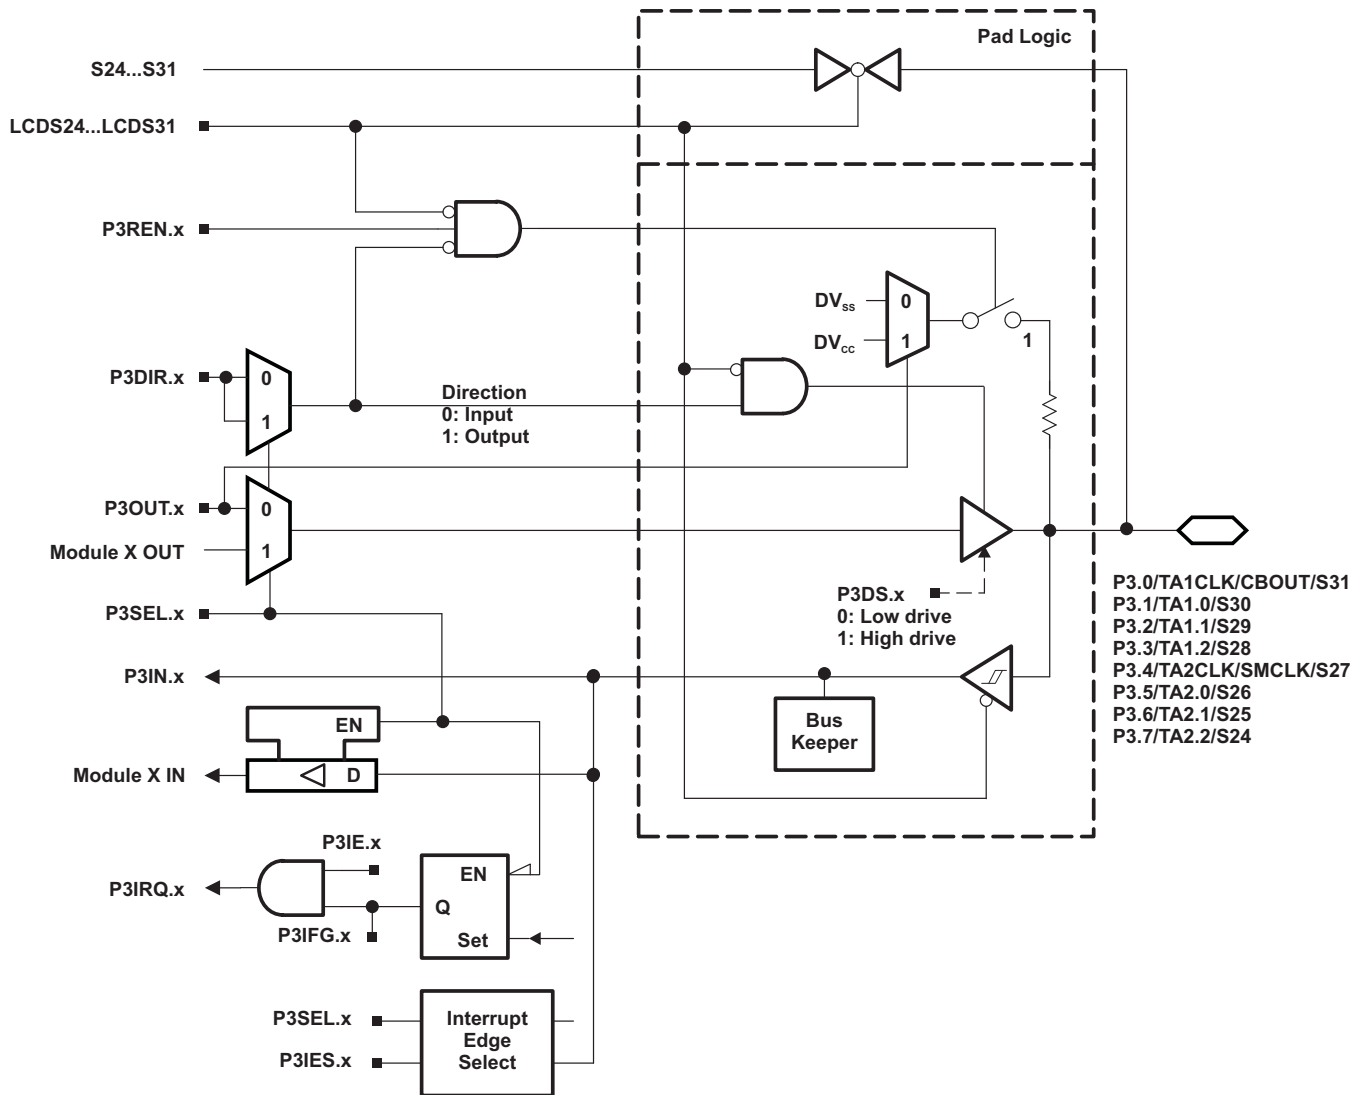 Pad Logic
S24...S31
LCDS24...LCDS31
P3REN.x
DVSS
0
DVCC
1
1
P3DIR.x
0
1
Direction
0: Input
1: Output
P3OUT.x
0
Module X OUT
1
P3DS.x
0: Low drive
1: High drive
P3SEL.x
P3.0/TA1CLK/CBOUT/S31
P3.1/TA1.0/S30
P3.2/TA1.1/S29
P3.3/TA1.2/S28
P3.4/TA2CLK/SMCLK/S27
P3.5/TA2.0/S26
P3.6/TA2.1/S25
P3.7/TA2.2/S24
P3IN.x
Bus
Keeper
EN
Module X IN
D
P3IE.x
P3IRQ.x
EN
Q
P3IFG.x
Set
P3SEL.x
P3IES.x
Interrupt
Edge
Select